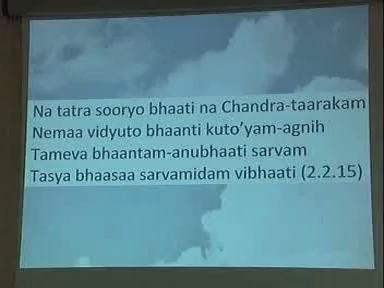 Na tatra sooryo bhaati na Chandra-taarakam
Nemaa vidyuto bhaanti kuto'yam-agnih
Tameva bhaantam-anubhaati sarvam
Tasya bhaasaa sarvamidam vibhaati (2.2.15)